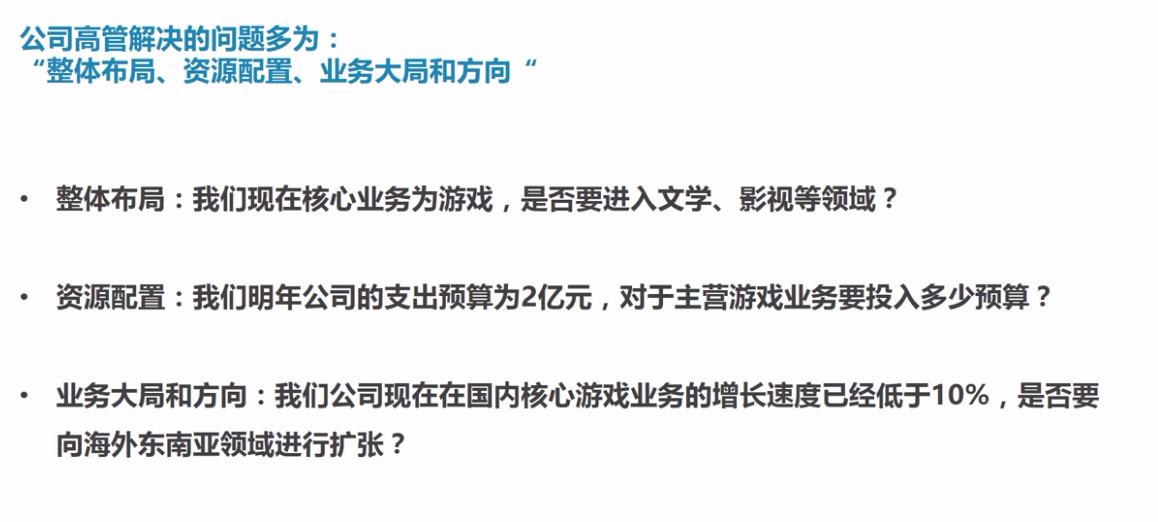 公司高管解决的问题多为：
“整体布局、资源配置、业务大局和方向“
• 整体布局：我们现在核心业务为游戏，是否要进入文学、影视等领域？
• 资源配置：我们明年公司的支出预算为2亿元，对于主营游戏业务要投入多少预算？
• 业务大局和方向：我们公司现在在国内核心游戏业务的增长速度已经低于10%，是否要
向海外东南亚领域进行扩张？